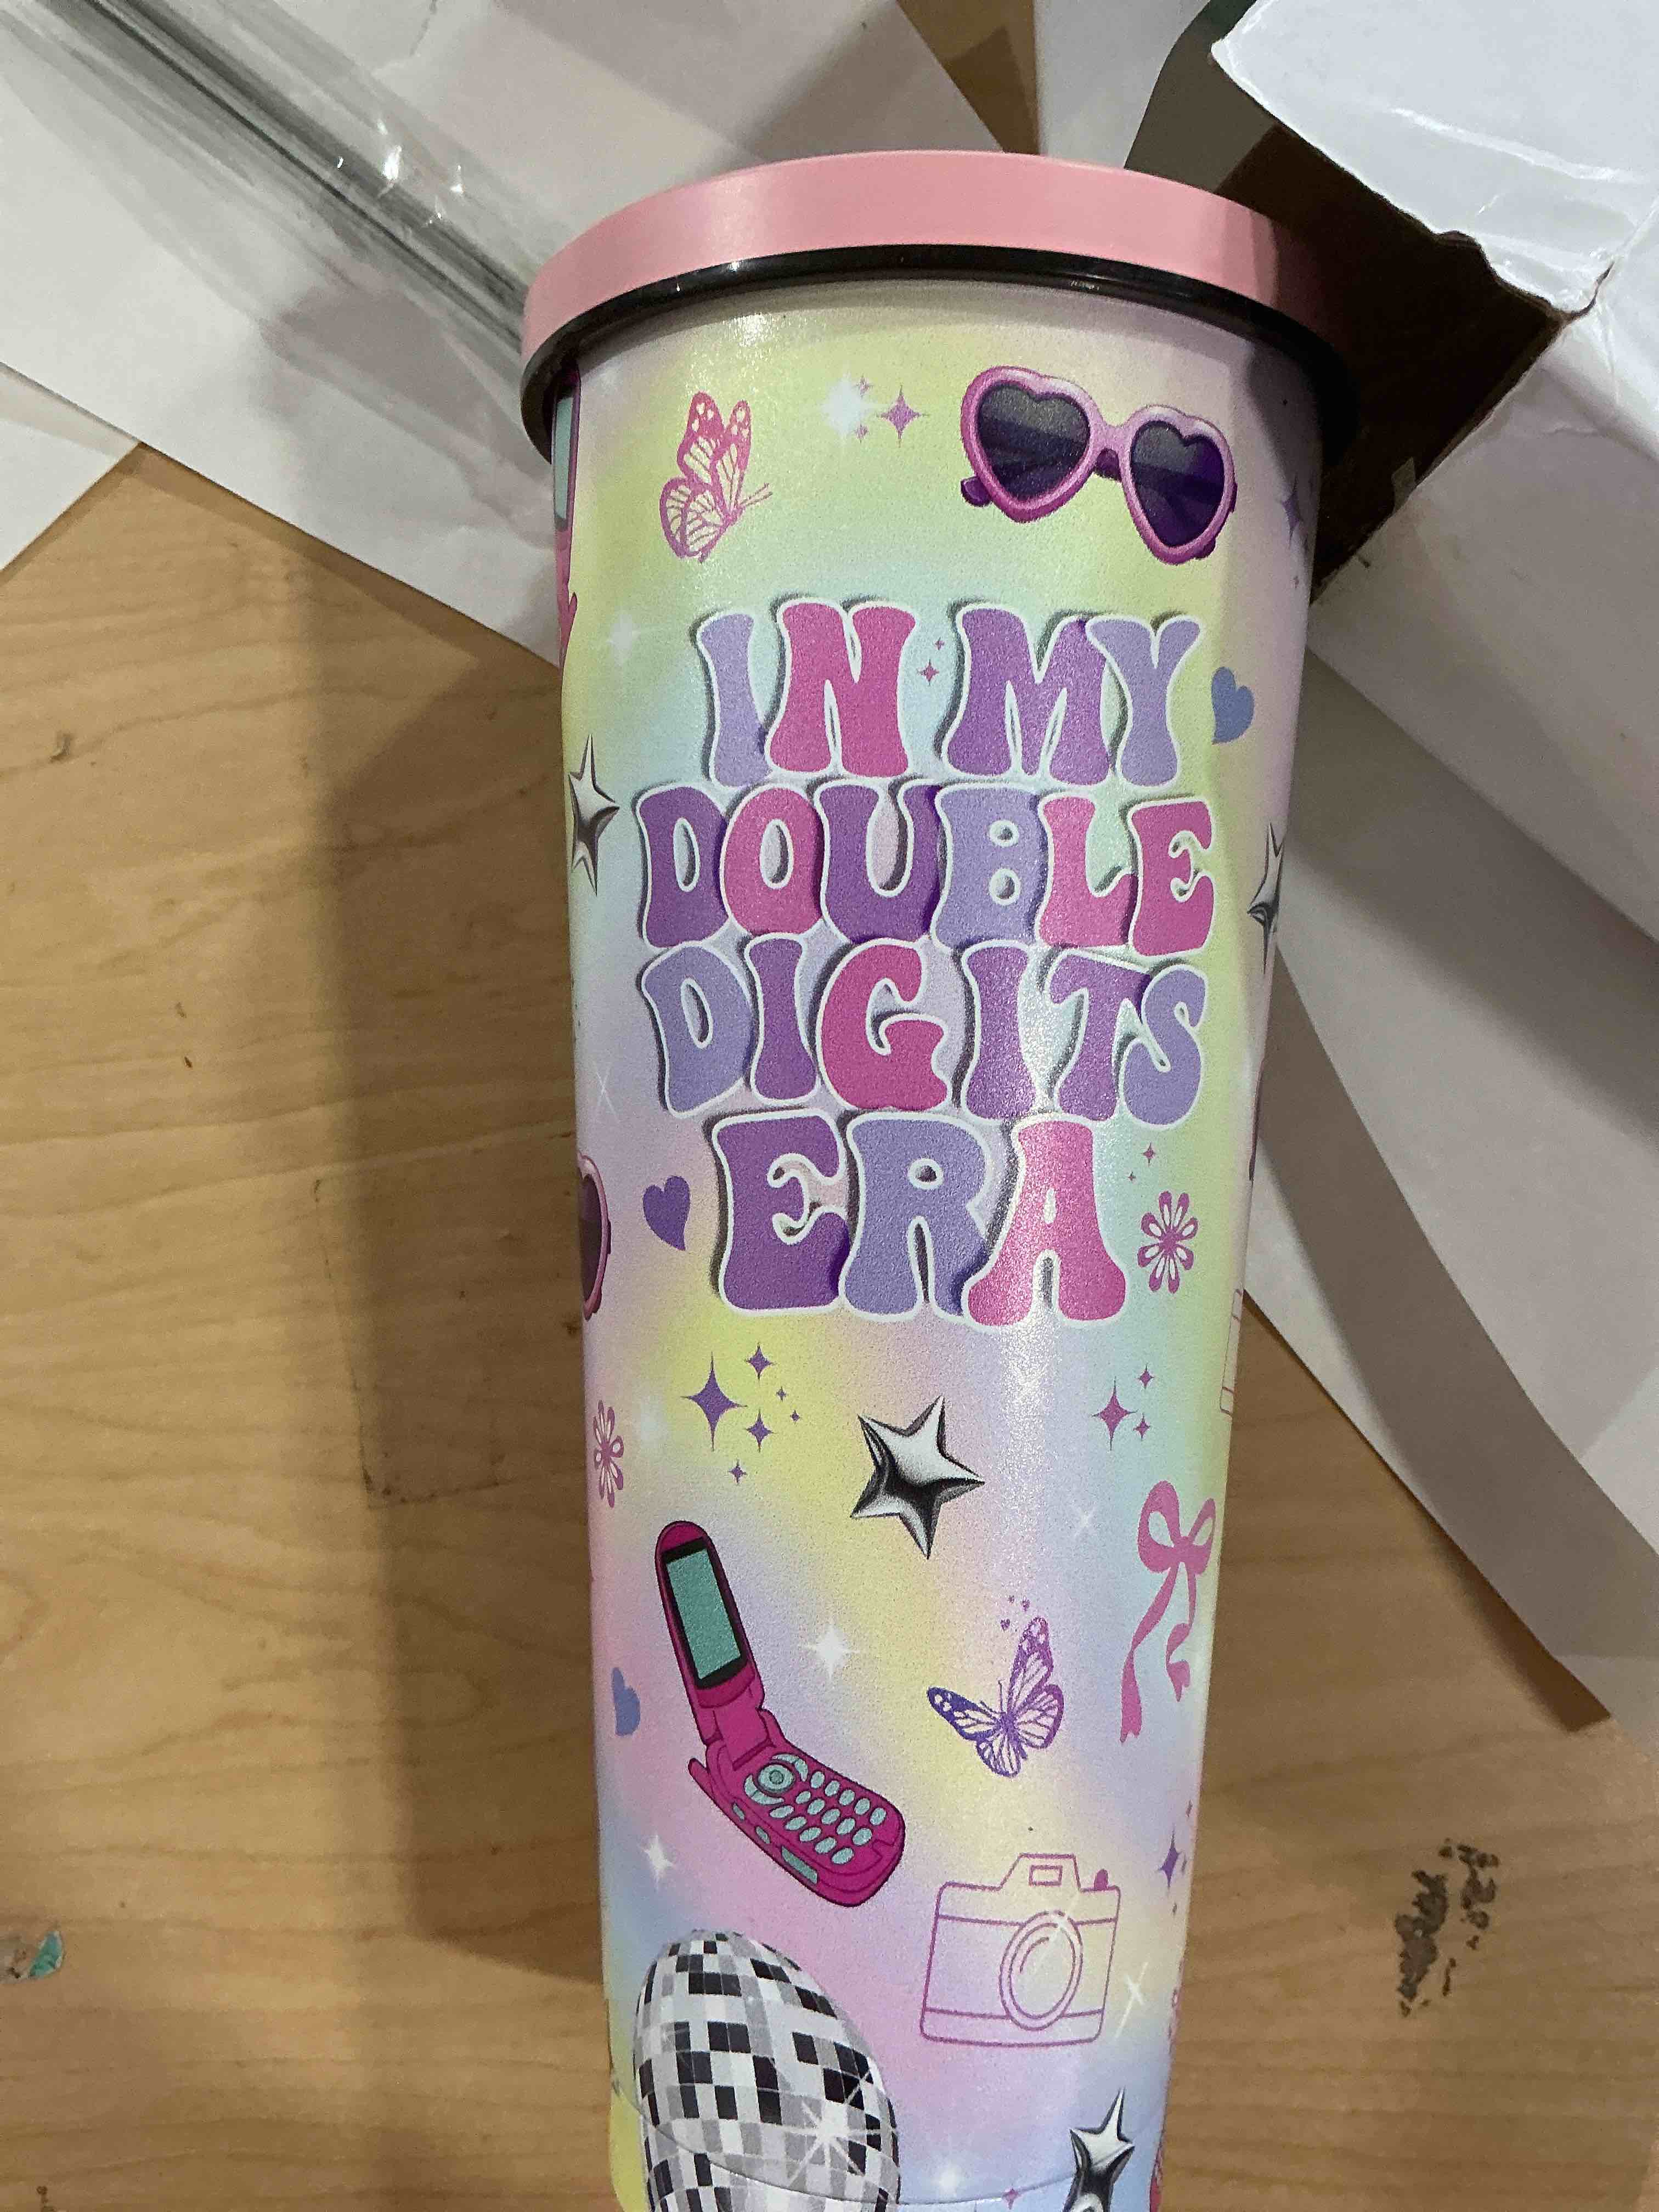 IN MY
DOUBLE
DIGITS
ERA